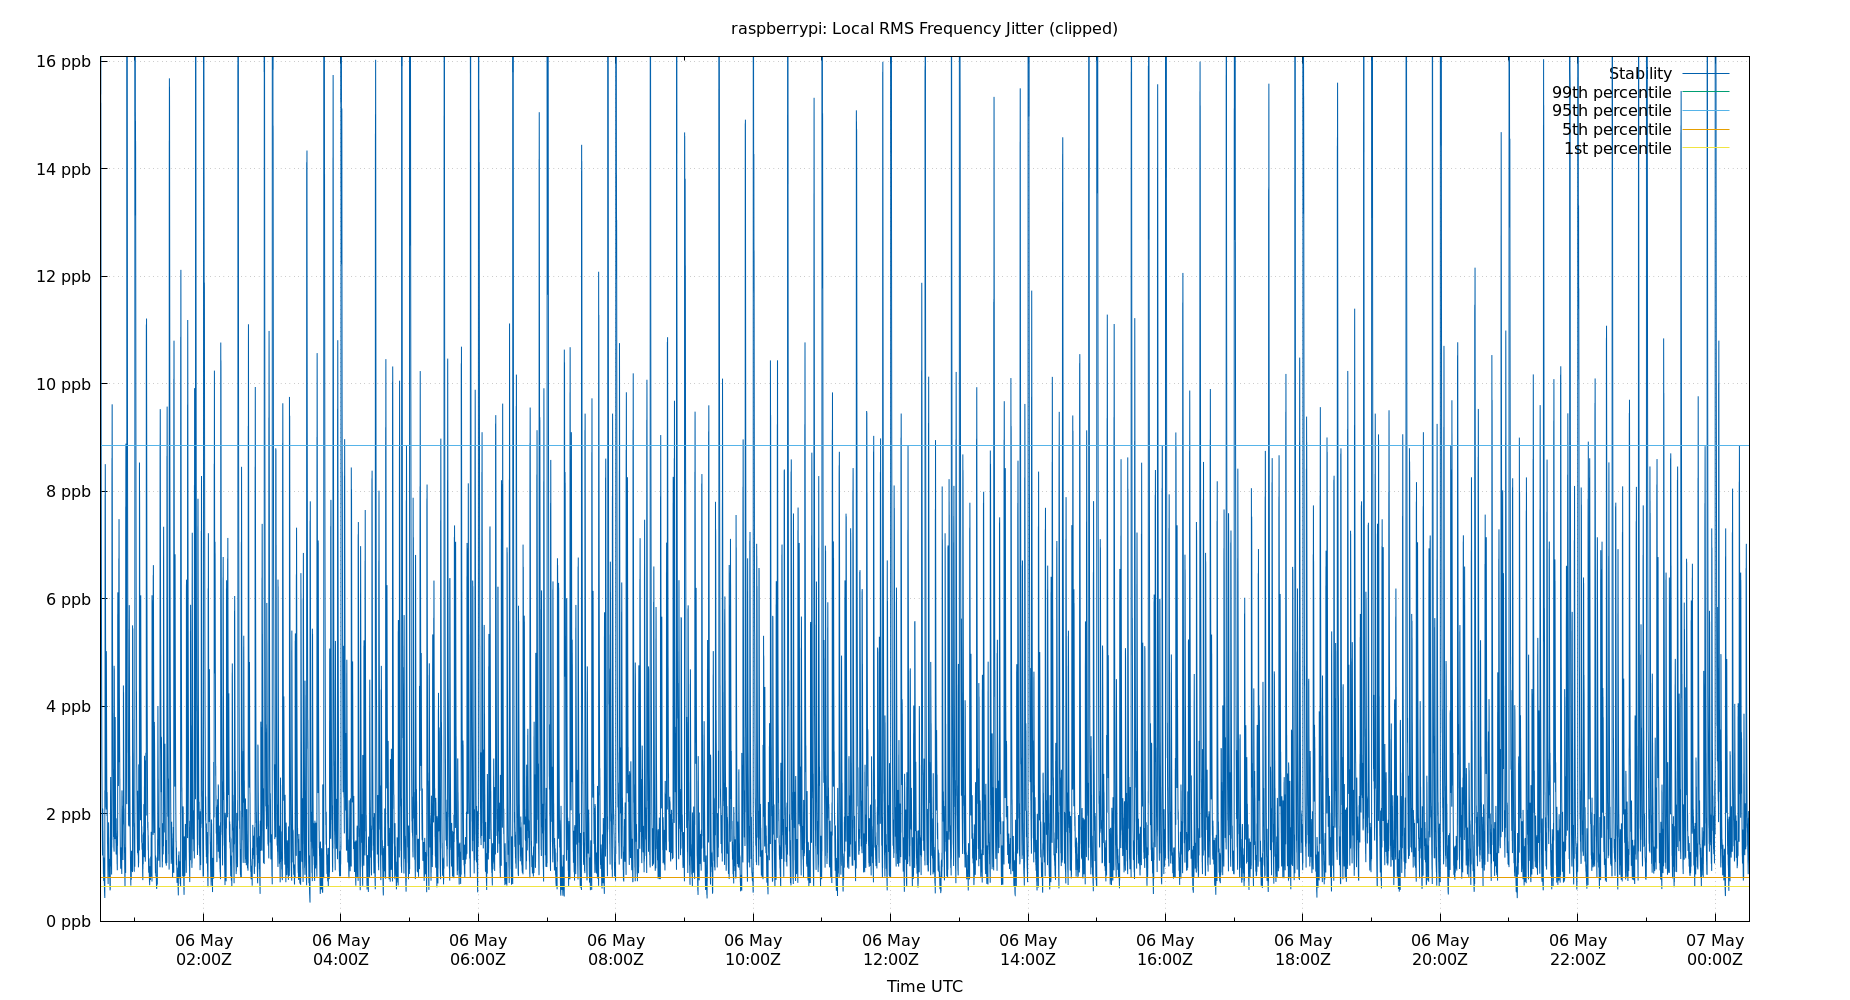 raspberrypi: Local RMS Frequency Jitter (clipped)
16 ppb
14 ppb
12 ppb
10 ppb
8 ppb
6 ppb
4 ppb
2 ppb
0 ppb
Stability
99th percentile
95th percentile
5th percentile
1st percentile
06 May 06 May 06 May 06 May 06 May 06 May 06 May 06 May 06 May 06 May 06 May 07 May
02:00Z 04:00Z 06:00Z 08:00Z 10:00Z 12:00Z 14:00Z 16:00Z 18:00Z 20:00Z 22:00Z 00:00Z
Time UTC